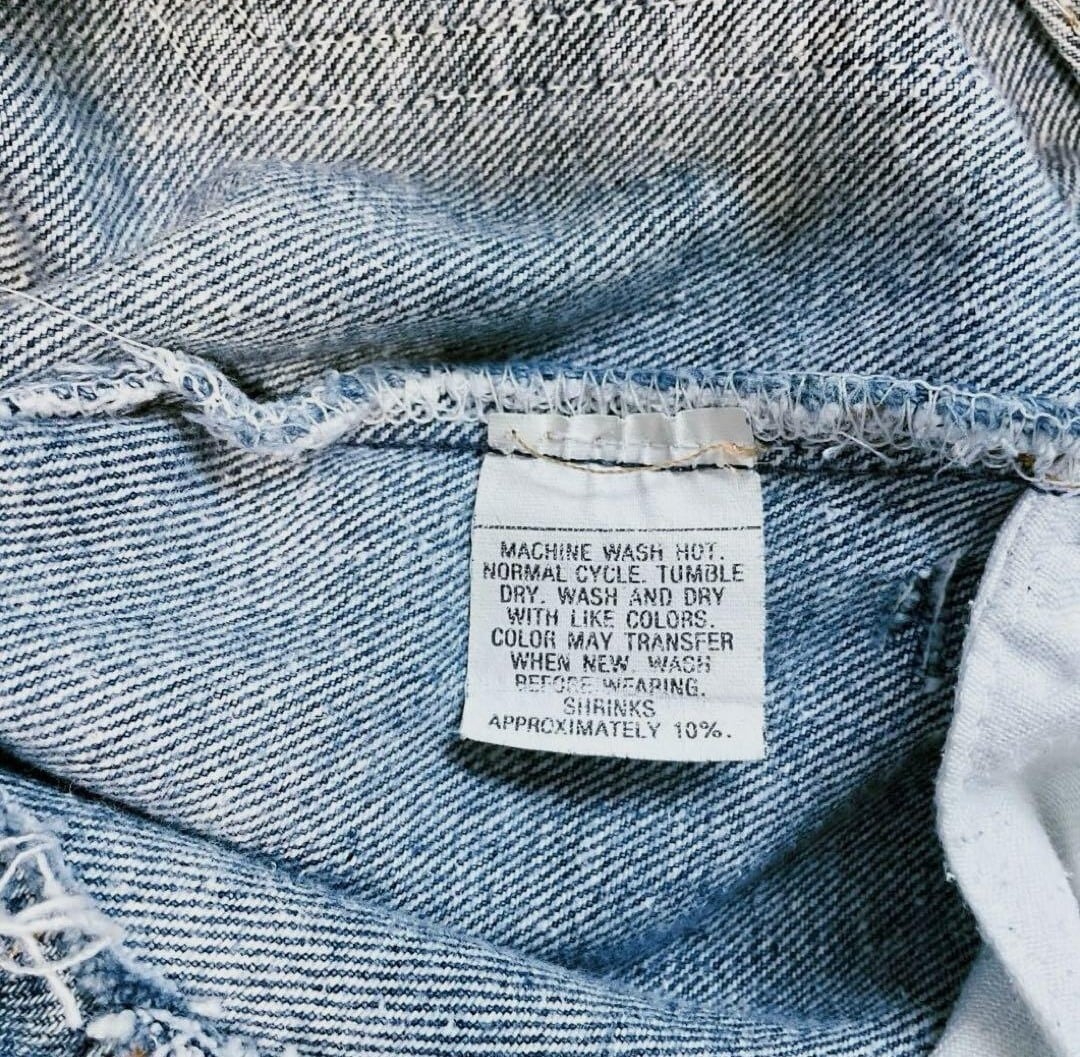 MACHINE WASH HOT.
NORMAL CYCLE. TUMBLE
DRY. WASH AND DRY
WITH LIKE COLORS.
COLOR MAY TRANSFER
WHEN NEW. WASH
BEFORE WEARING.
SHRINKS
APPROXIMATELY 10%.